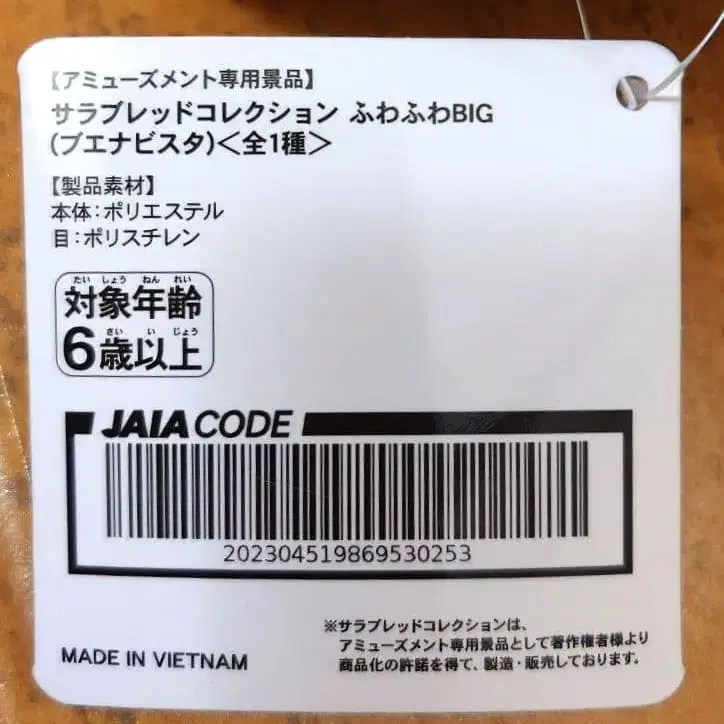 【アミューズメント専用景品】
サラブレッドコレクション ふわふわBIG
(ブエナビスタ)<全1種>
【製品素材】
本体:ポリエステル
目:ポリスチレン
たい しょう ねん れい
対象年齢
さい い じょう
6歳以上
JAIA CODE
202304519869530253
※サラブレッドコレクションは、
アミューズメント専用景品として著作権者様より
商品化の許諾を得て、製造・販売しております。
MADE IN VIETNAM